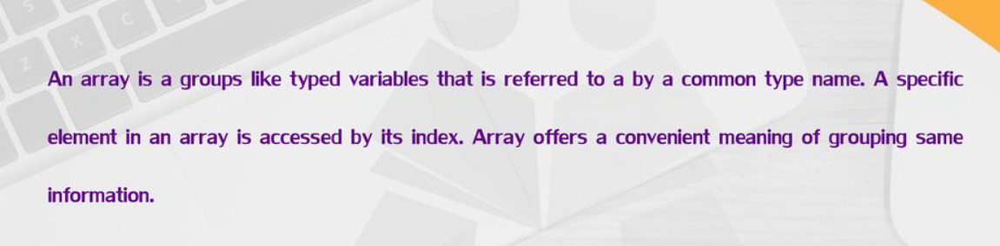 An array is a groups like typed variables that is referred to a by a common type name. A specific
element in an array is accessed by its index. Array offers a convenient meaning of grouping same
information.